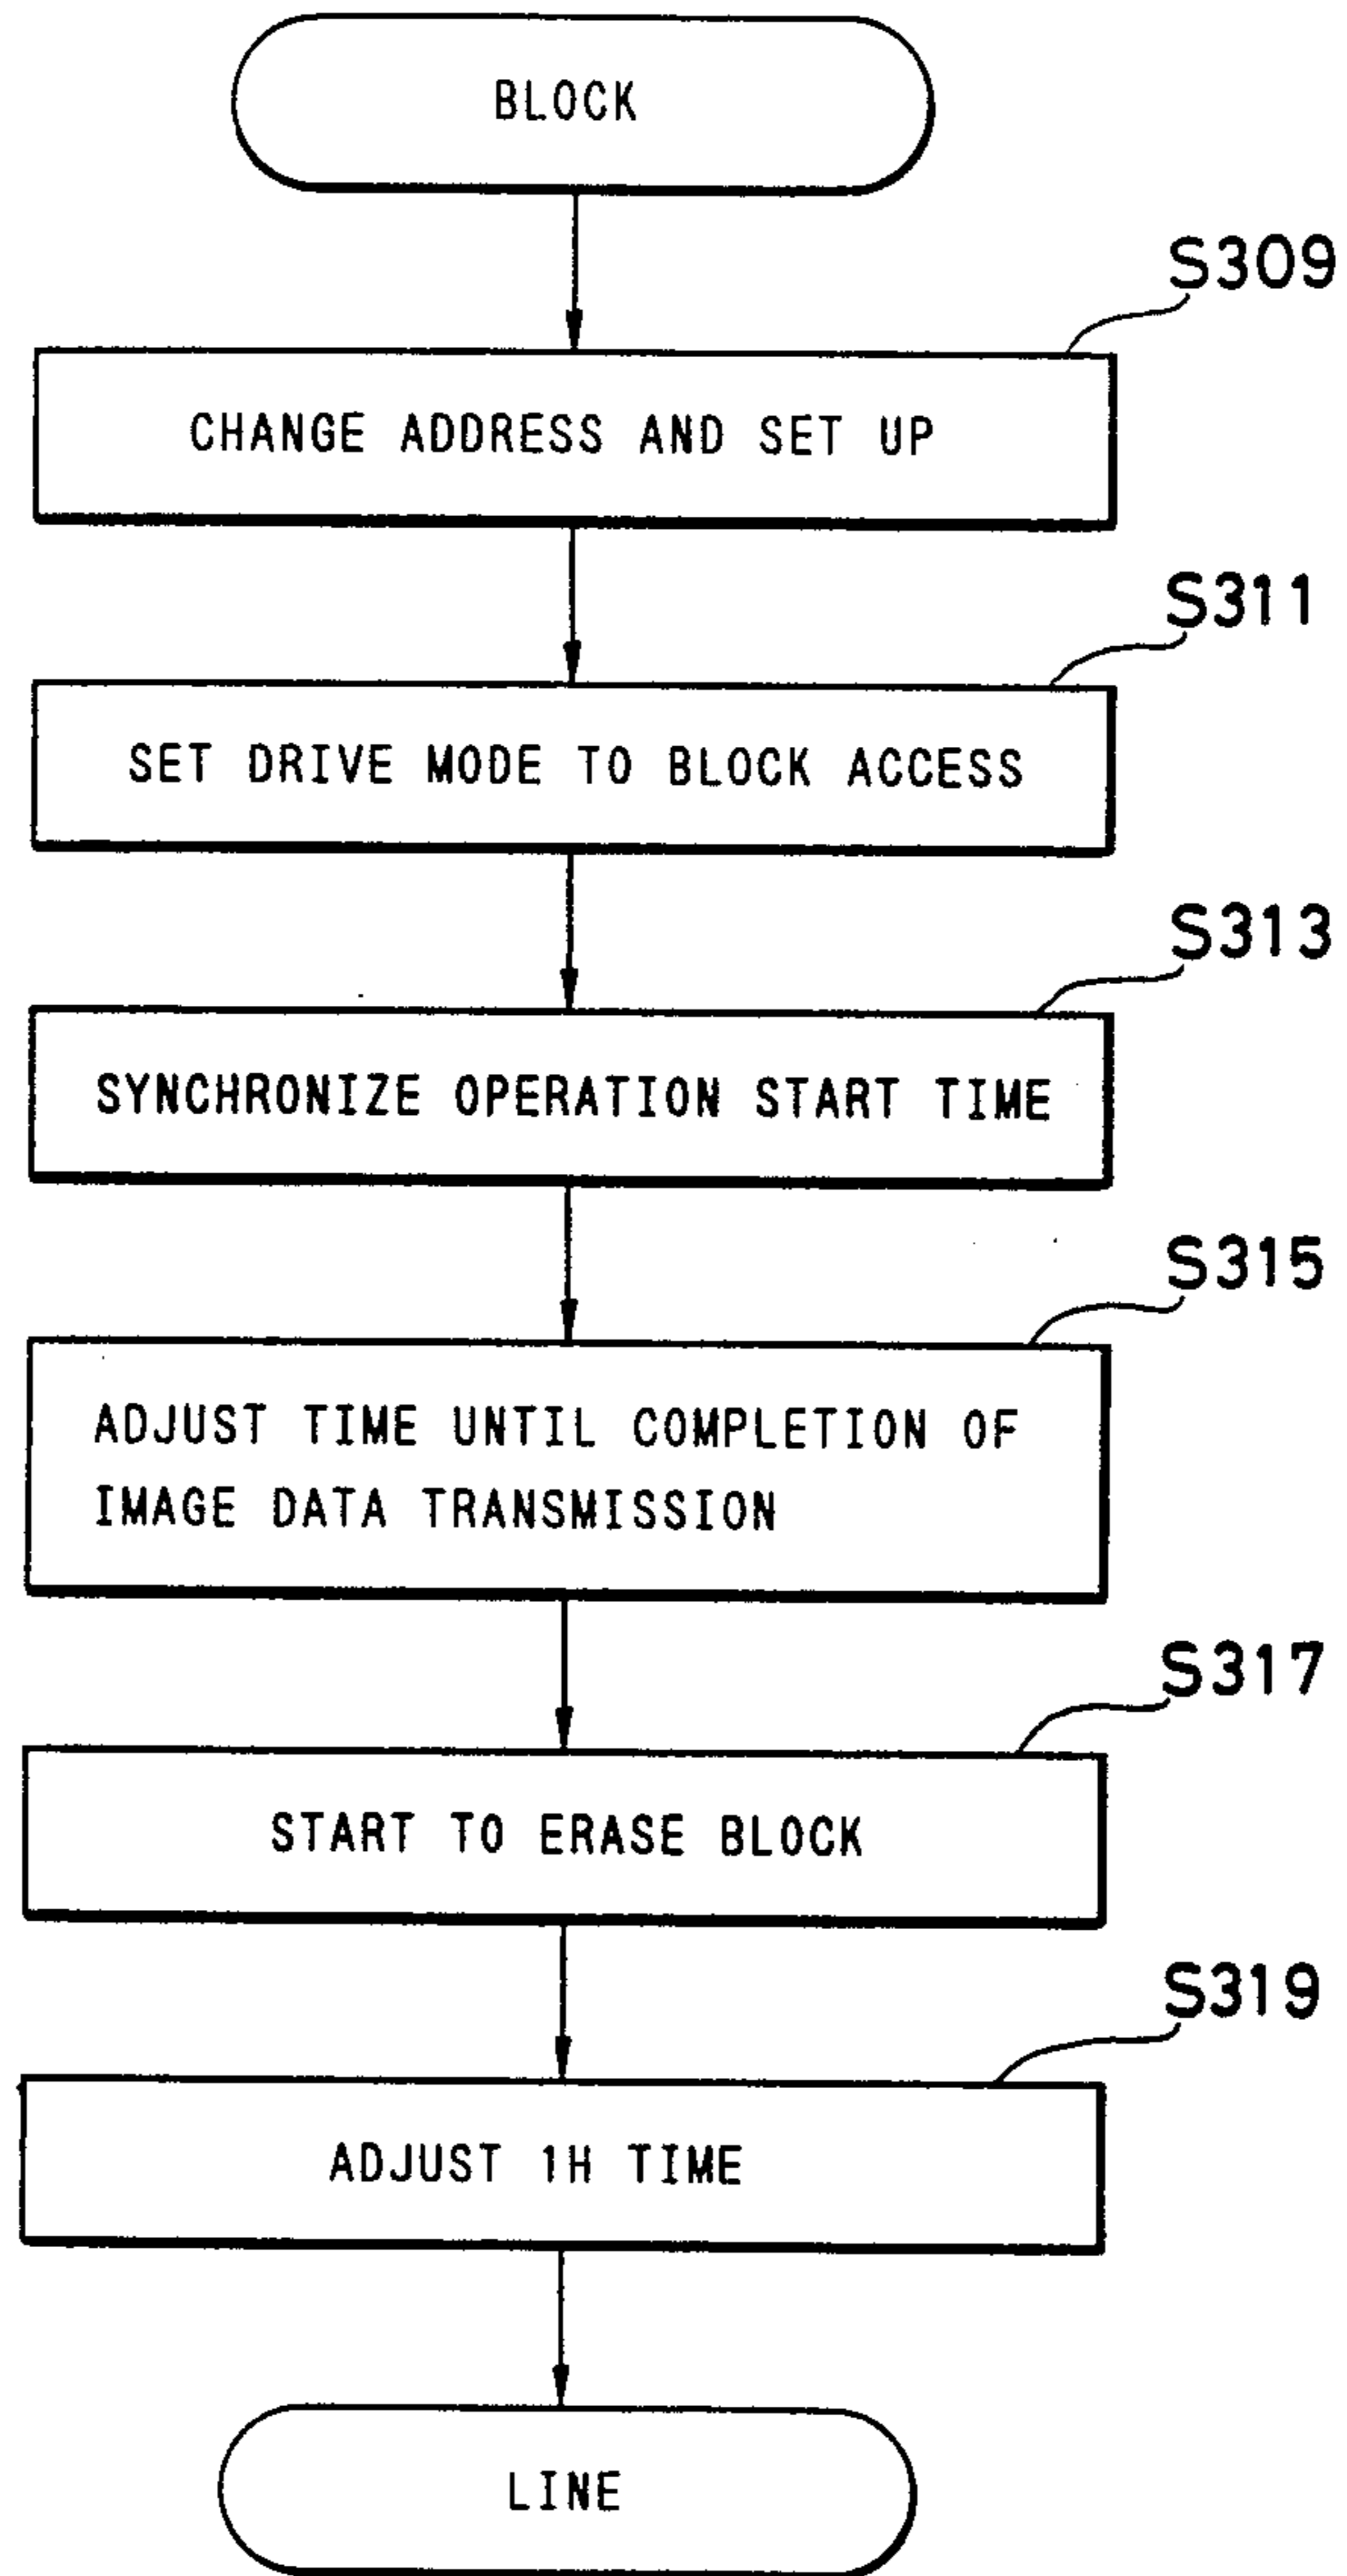 BLOCK
S309
CHANGE ADDRESS AND SET UP
S311
SET DRIVE MODE TO BLOCK ACCESS
S313
SYNCHRONIZE OPERATION START TIME
S315
ADJUST TIME UNTIL COMPLETION OF
IMAGE DATA TRANSMISSION
S317
START TO ERASE BLOCK
S319
ADJUST 1H TIME
LINE